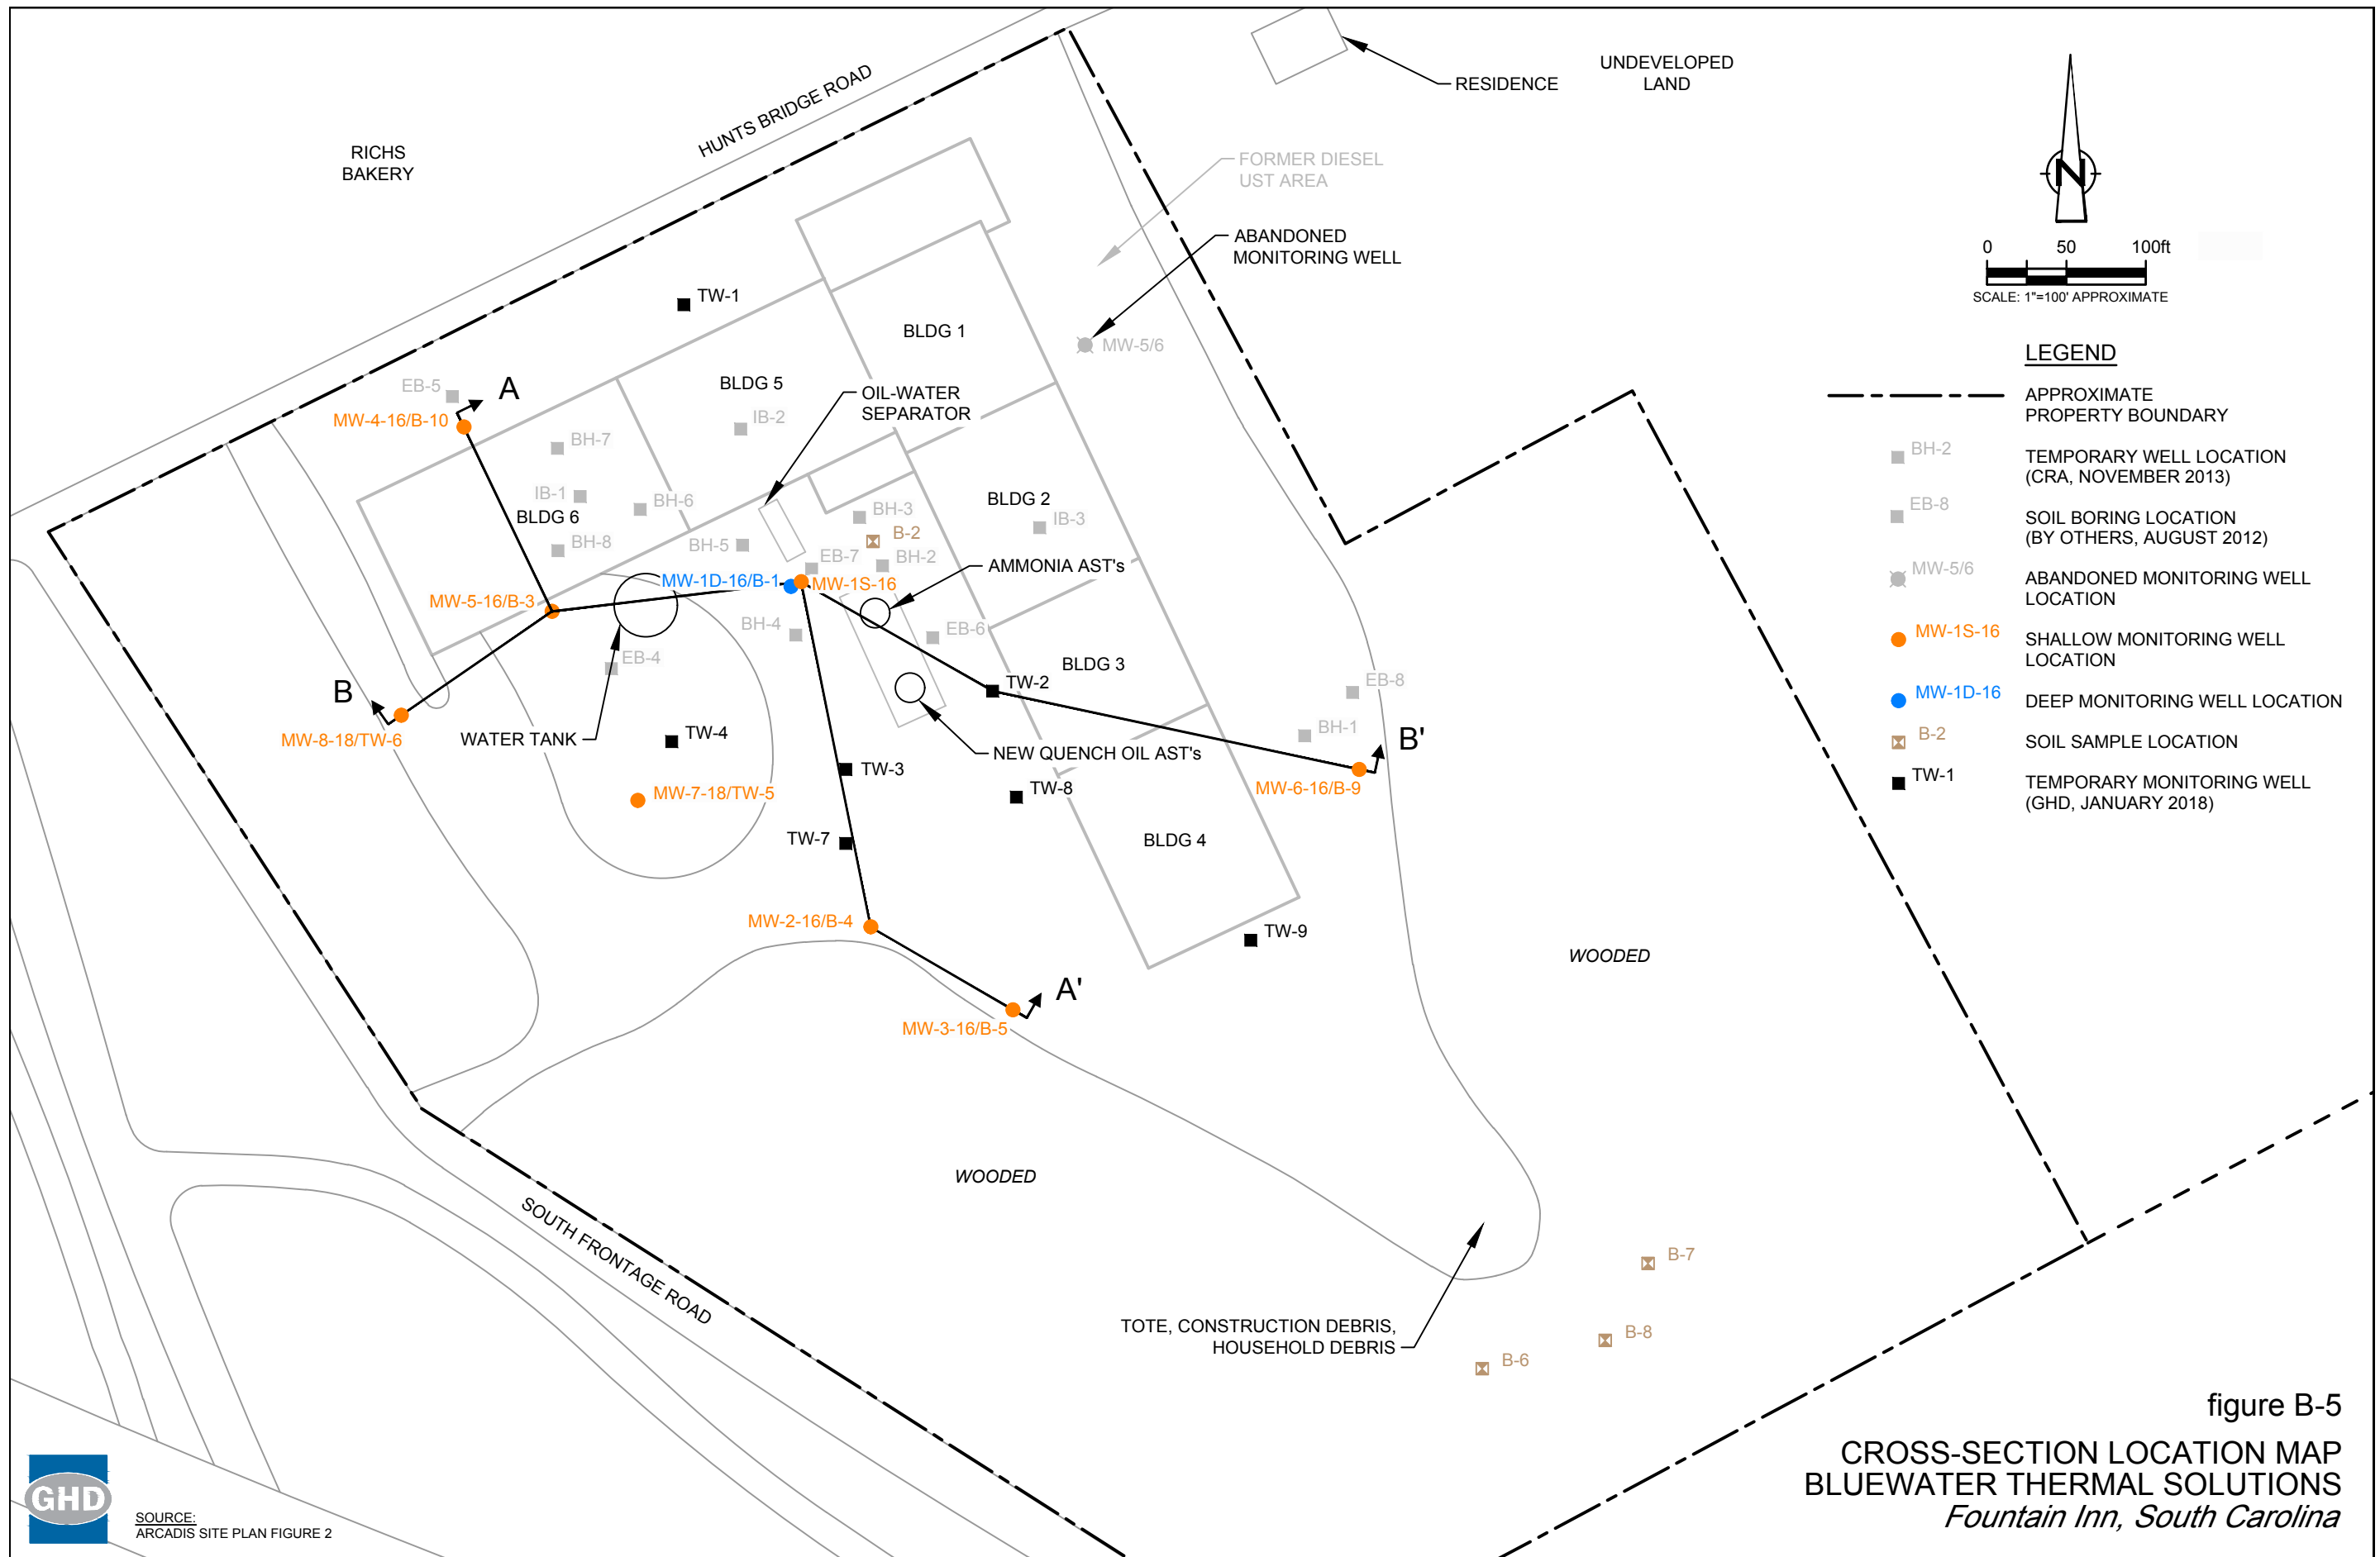 HUNTS BRIDGE ROAD
RESIDENCE
UNDEVELOPED
LAND
RICHS
BAKERY
FORMER DIESEL
UST AREA
ABANDONED
MONITORING WELL
N
0 50 100ft
SCALE: 1"=100' APPROXIMATE
TW-1
BLDG 1
MW-5/6
EB-5
A
MW-4-16/B-10
BLDG 5
OIL-WATER
SEPARATOR
IB-2
BH-7
IB-1
BH-6
BLDG 6
BH-8
BH-5
BH-3
B-2
BLDG 2
IB-3
EB-7
BH-2
AMMONIA AST's
MW-1D-16/B-1
MW-1S-16
MW-5-16/B-3
BH-4
EB-6
EB-4
BLDG 3
TW-2
EB-8
B
MW-8-18/TW-6
WATER TANK
TW-4
BH-1
B'
NEW QUENCH OIL AST's
TW-3
MW-7-18/TW-5
TW-8
MW-6-16/B-9
TW-7
BLDG 4
MW-2-16/B-4
TW-9
WOODED
A'
MW-3-16/B-5
WOODED
SOUTH FRONTAGE ROAD
TOTE, CONSTRUCTION DEBRIS,
HOUSEHOLD DEBRIS
B-7
B-8
B-6
LEGEND
APPROXIMATE
PROPERTY BOUNDARY
BH-2
TEMPORARY WELL LOCATION
(CRA, NOVEMBER 2013)
EB-8
SOIL BORING LOCATION
(BY OTHERS, AUGUST 2012)
MW-5/6
ABANDONED MONITORING WELL
LOCATION
MW-1S-16
SHALLOW MONITORING WELL
LOCATION
MW-1D-16
DEEP MONITORING WELL LOCATION
B-2
SOIL SAMPLE LOCATION
TW-1
TEMPORARY MONITORING WELL
(GHD, JANUARY 2018)
figure B-5
CROSS-SECTION LOCATION MAP
BLUEWATER THERMAL SOLUTIONS
Fountain Inn, South Carolina
GHD
SOURCE:
ARCADIS SITE PLAN FIGURE 2